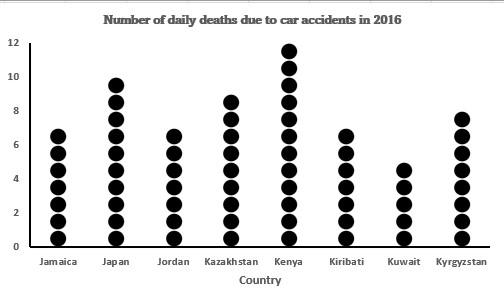 Number of daily deaths due to car accidents in 2016
12
10
8
6
4
2
0
Jamaica Japan Jordan Kazakhstan Kenya Kiribati Kuwait Kyrgyzstan
Country